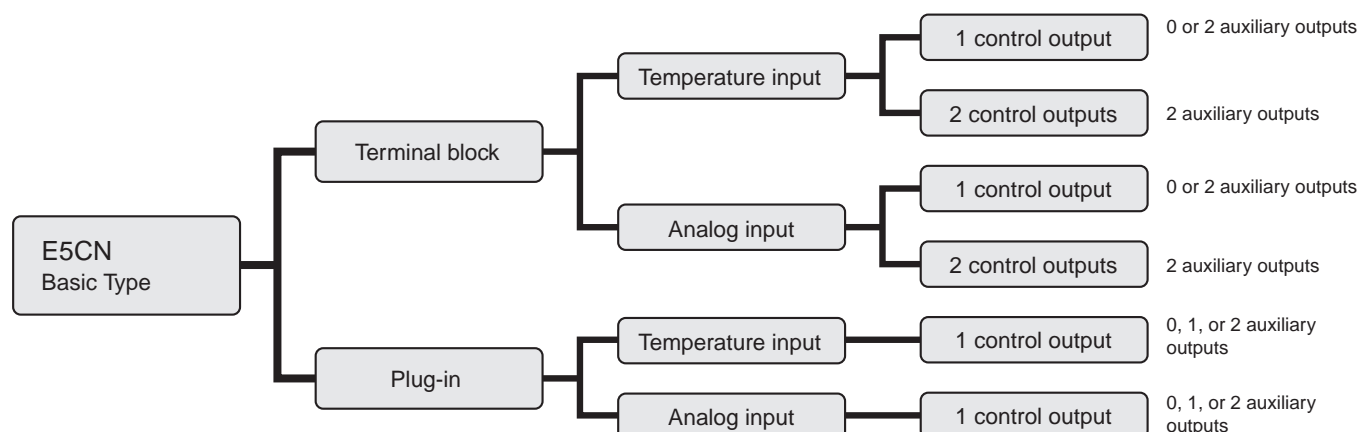 E5CN
Basic Type
Terminal block
Temperature input
1 control output
0 or 2 auxiliary outputs
2 control outputs
2 auxiliary outputs
Analog input
1 control output
0 or 2 auxiliary outputs
2 control outputs
2 auxiliary outputs
Plug-in
Temperature input
1 control output
0, 1, or 2 auxiliary
outputs
Analog input
1 control output
0, 1, or 2 auxiliary
outputs